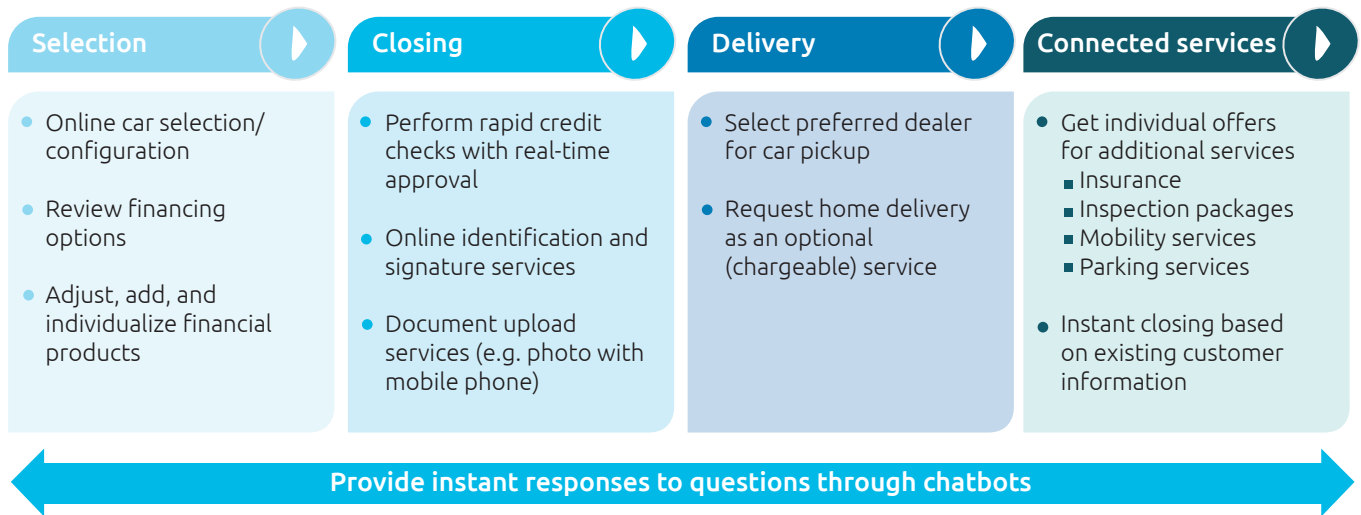 Selection
Online car selection/
configuration
Review financing
options
Adjust, add, and
individualize financial
products
Closing
Perform rapid credit
checks with real-time
approval
Online identification and
signature services
Document upload
services (e.g. photo with
mobile phone)
Delivery
Select preferred dealer
for car pickup
Request home delivery
as an optional
(chargeable) service
Connected services
Get individual offers
for additional services
Insurance
Inspection packages
Mobility services
Parking services
Instant closing based
on existing customer
information
Provide instant responses to questions through chatbots